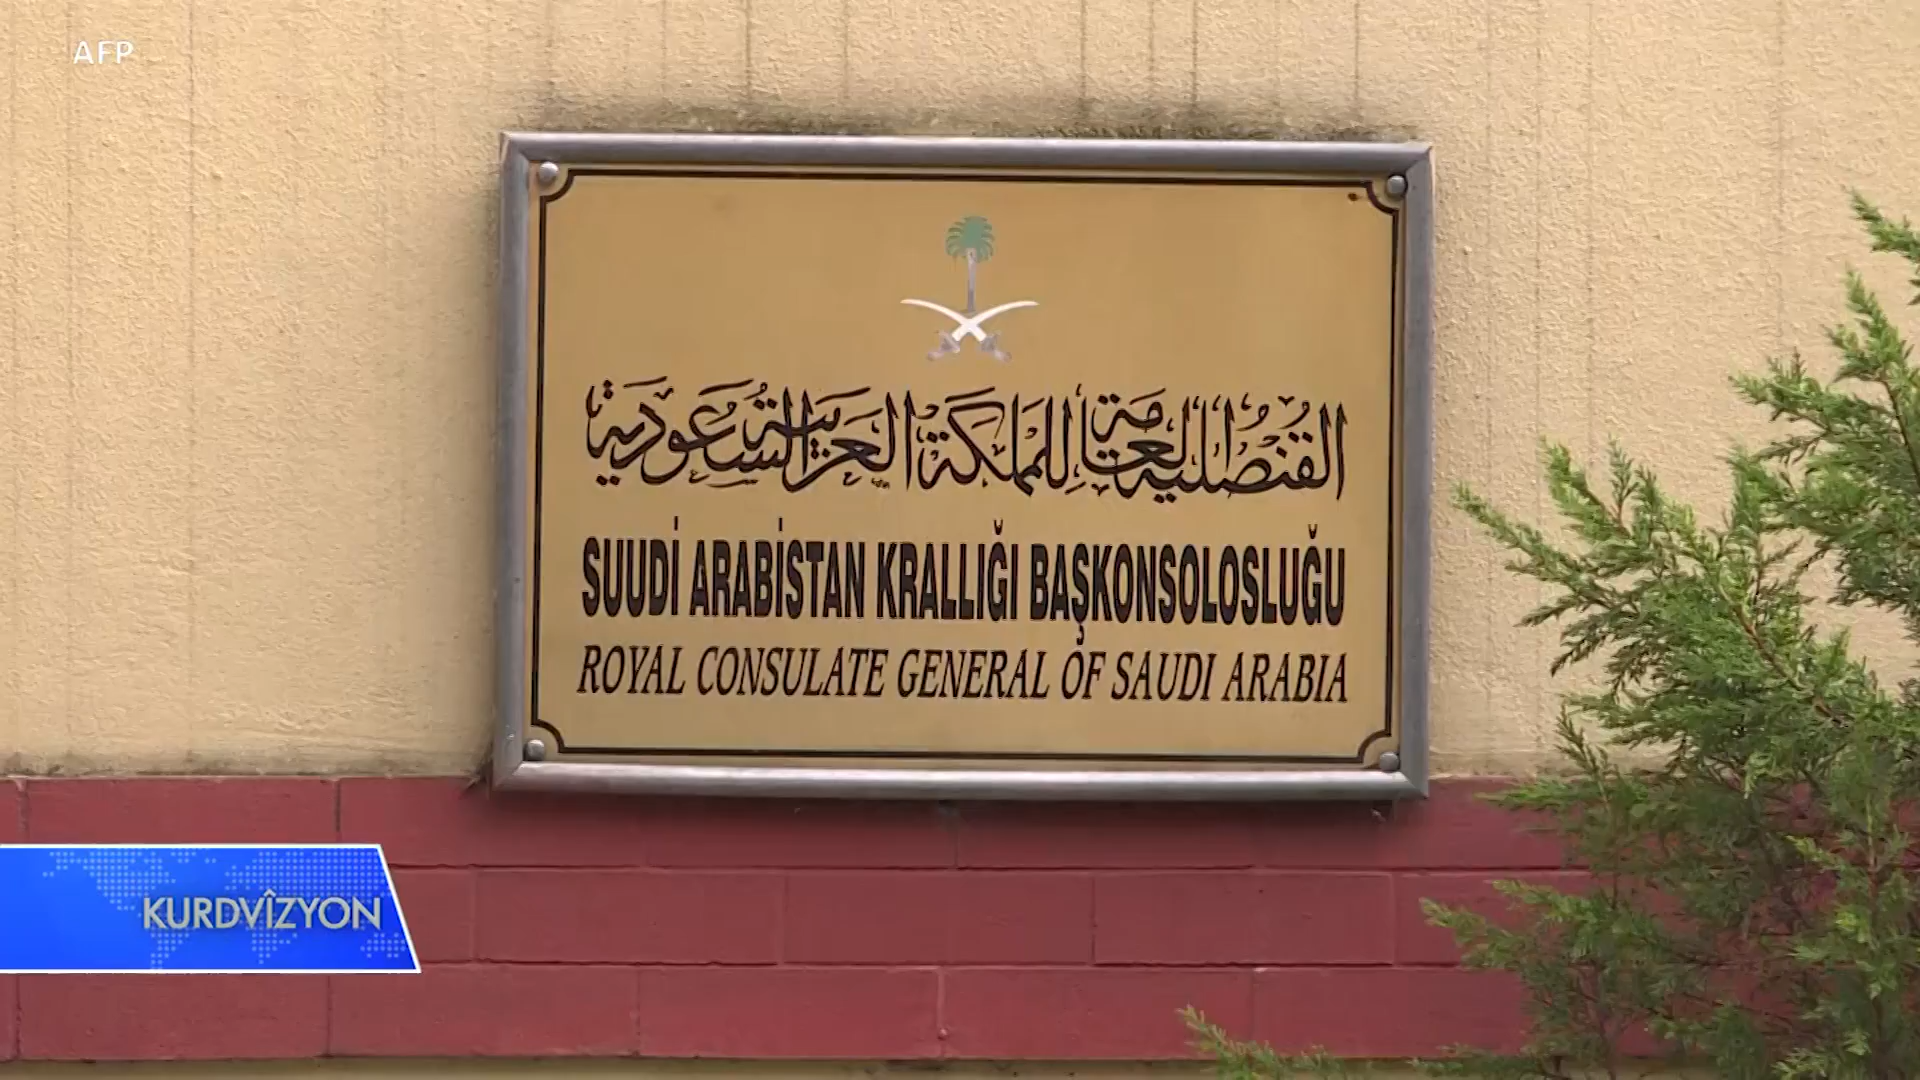 AFP
القنصلية العامة للمملكة العربية السعودية
SUUDİ ARABİSTAN KRALLIĞI BAŞKONSOLOSLUĞU
ROYAL CONSULATE GENERAL OF SAUDI ARABIA
KURDVÎZYON